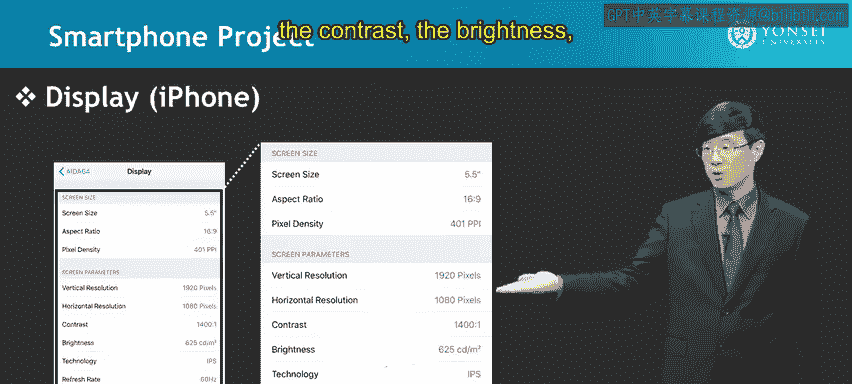 the contrast, the brightness,
GPT中英字幕课程资源@bilibili.com
Smartphone Project
YONSEI
UNIVERSITY
❖ Display (iPhone)
AIDA64 Display
SCREEN SIZE
Screen Size 5.5"
Aspect Ratio 16:9
Pixel Density 401 PPI
SCREEN PARAMETERS
Vertical Resolution 1920 Pixels
Horizontal Resolution 1080 Pixels
Contrast 1400:1
Brightness 625 cd/m²
Technology IPS
Refresh Rate 60Hz
SCREEN SIZE
Screen Size 5.5"
Aspect Ratio 16:9
Pixel Density 401 PPI
SCREEN PARAMETERS
Vertical Resolution 1920 Pixels
Horizontal Resolution 1080 Pixels
Contrast 1400:1
Brightness 625 cd/m²
Technology IPS